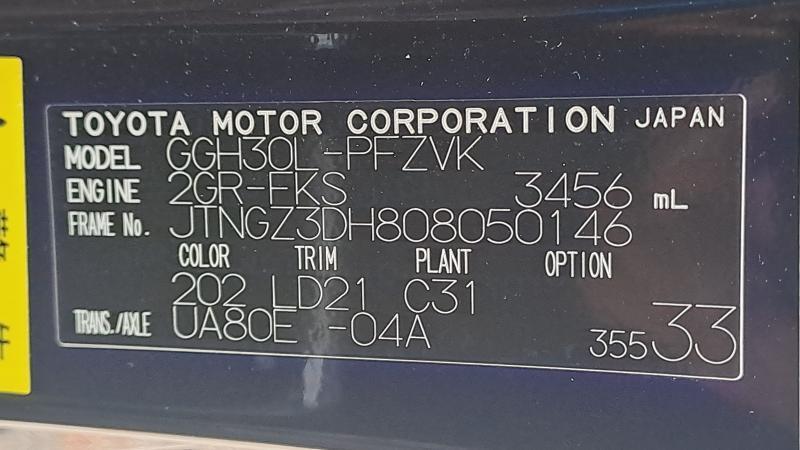 TOYOTA MOTOR CORPORATION JAPAN
MODEL GGH30L-PFZVK
ENGINE 2GR-FKS 3456 mL
FRAME No. JTNGZ3DH808050146
COLOR TRIM PLANT OPTION
202 LD21 C31
TRANS./AXLE UA80E -04A
35533